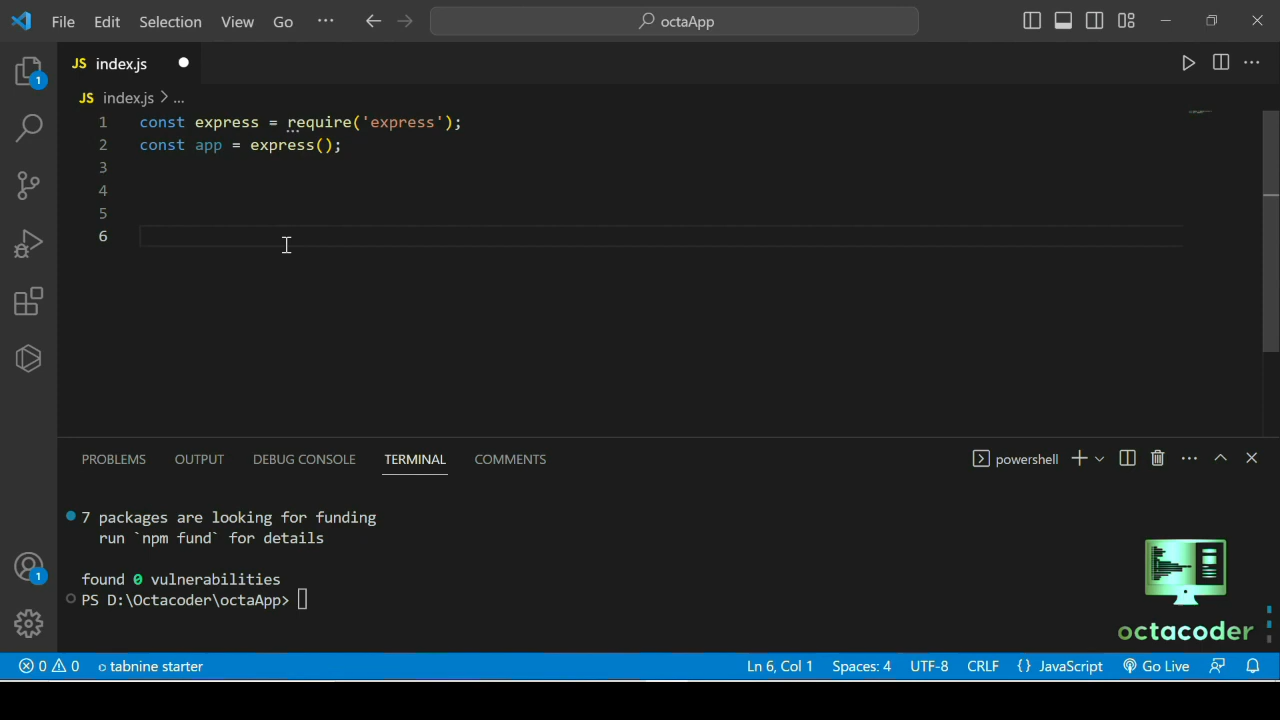 File Edit Selection View Go ··· octaApp
JS index.js
JS index.js > ...
1 const express = require('express');
2 const app = express();
3
4
5
6
PROBLEMS OUTPUT DEBUG CONSOLE TERMINAL COMMENTS powershell
7 packages are looking for funding
run `npm fund` for details
found 0 vulnerabilities
PS D:\Octacoder\octaApp>
octacoder
0 0 tabnine starter Ln 6, Col 1 Spaces: 4 UTF-8 CRLF {} JavaScript Go Live
1
1